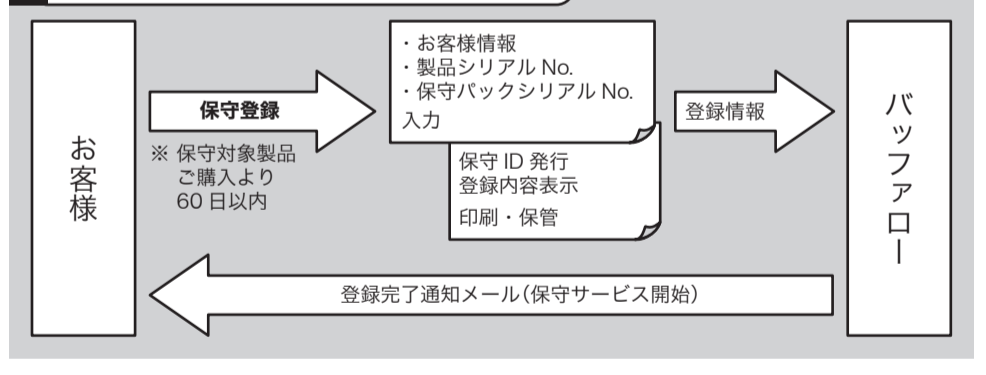 お客様
保守登録
※ 保守対象製品
ご購入より
60日以内
・お客様情報
・製品シリアル No.
・保守パックシリアル No.
入力
保守 ID 発行
登録内容表示
印刷・保管
登録情報
バッファロー
登録完了通知メール(保守サービス開始)